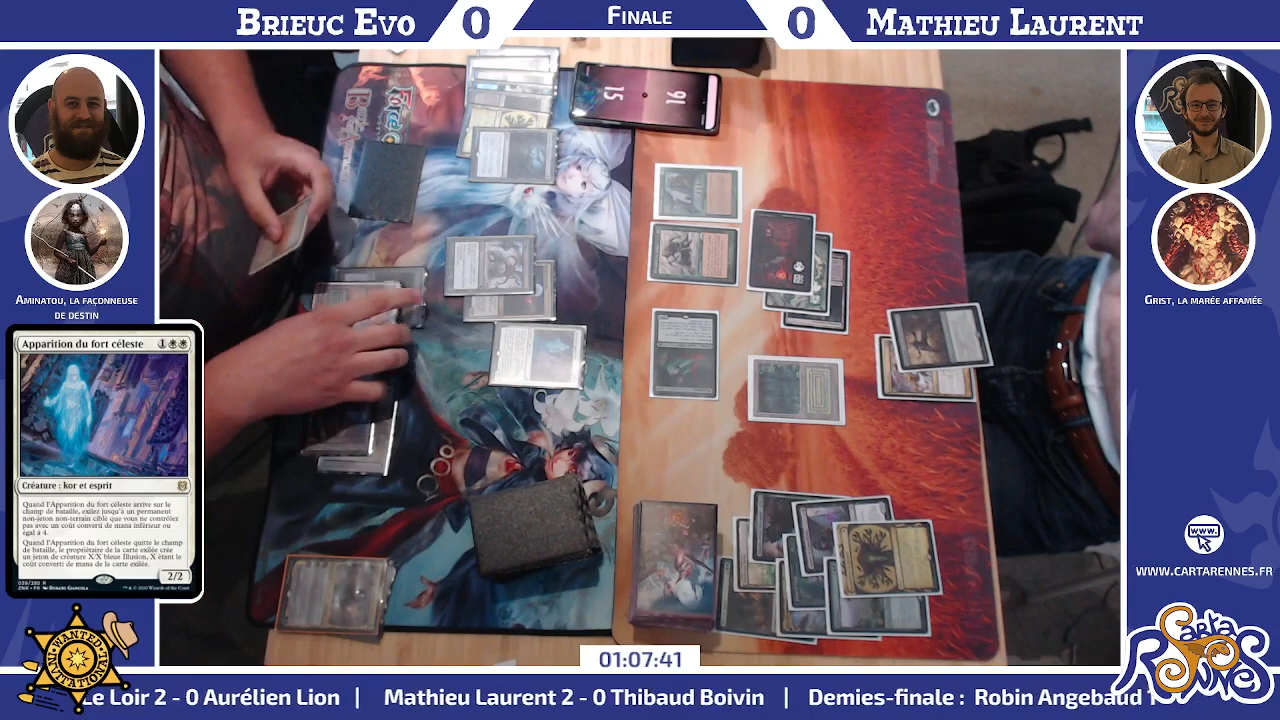 BRIEUC EVO
0
FINALE
0
MATHIEU LAURENT
15
16
AMINATOU, LA FAÇONNEUSE
DE DESTIN
GRIST, LA MARÉE AFFAMÉE
Apparition du fort céleste
Créature : kor et esprit
Quand l'Apparition du fort céleste arrive sur le
champ de bataille, exilez jusqu'à un permanent
non-jeton non-terrain ciblé que vous ne contrôlez
pas avec un coût converti de mana inférieur ou
égal à 4.
Quand l'Apparition du fort céleste quitte le champ
de bataille, le propriétaire de la carte exilée crée
un jeton de créature X/X bleue Illusion, X étant le
coût converti de mana de la carte exilée.
2/2
WWW.
WWW.CARTARENNES.FR
01:07:41
WANTED
Carta
Rennes
Le Loir 2 - 0 Aurélien Lion | Mathieu Laurent 2 - 0 Thibaud Boivin | Demies-finale : Robin Angebaud 1